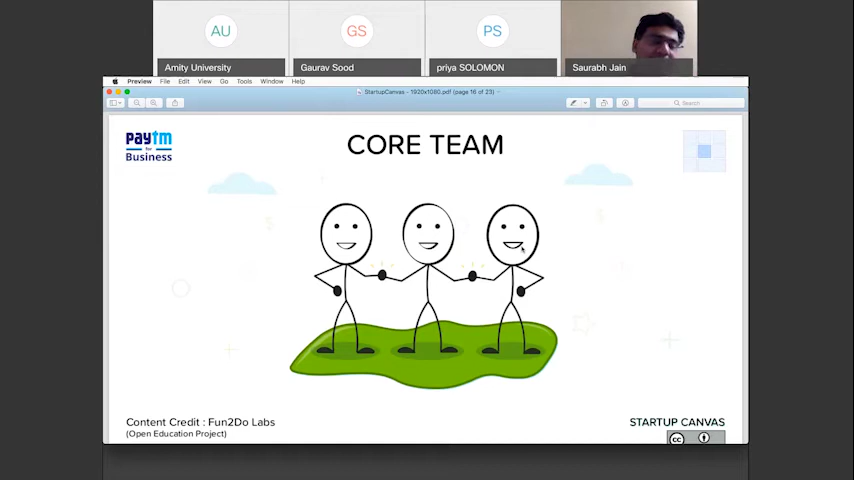 AU
GS
PS
Amity University
Gaurav Sood
priya SOLOMON
Saurabh Jain
Preview File Edit View Go Tools Window Help
StartupCanvas - 1920x1080.pdf (page 16 of 23)
Search
paytm
for
Business
CORE TEAM
Content Credit : Fun2Do Labs
(Open Education Project)
STARTUP CANVAS
cc